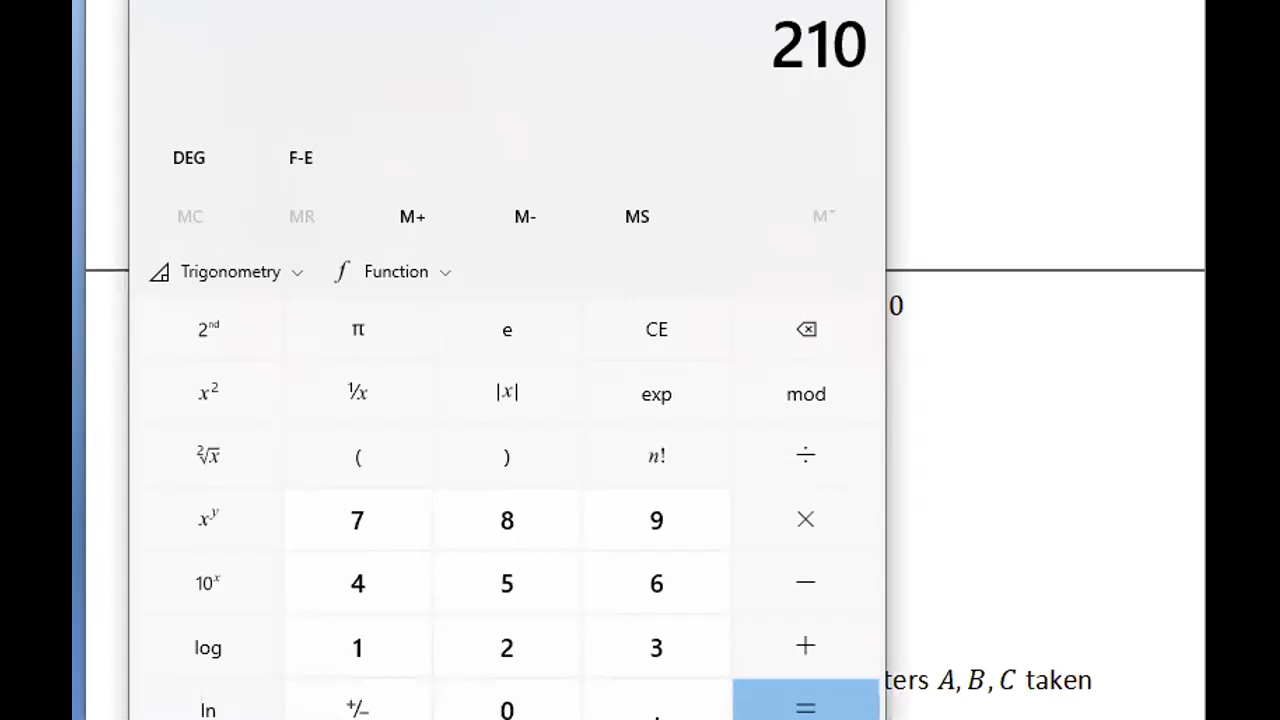 210
DEG F-E
MC MR M+ M- MS M˅
Trigonometry Function
0
2ⁿᵈ π e CE
x² ¹/x |x| exp mod
²√x ( ) n! ÷
xʸ 7 8 9 ×
10ˣ 4 5 6 −
log 1 2 3 +
ters A, B, C taken
ln +/− 0 . =